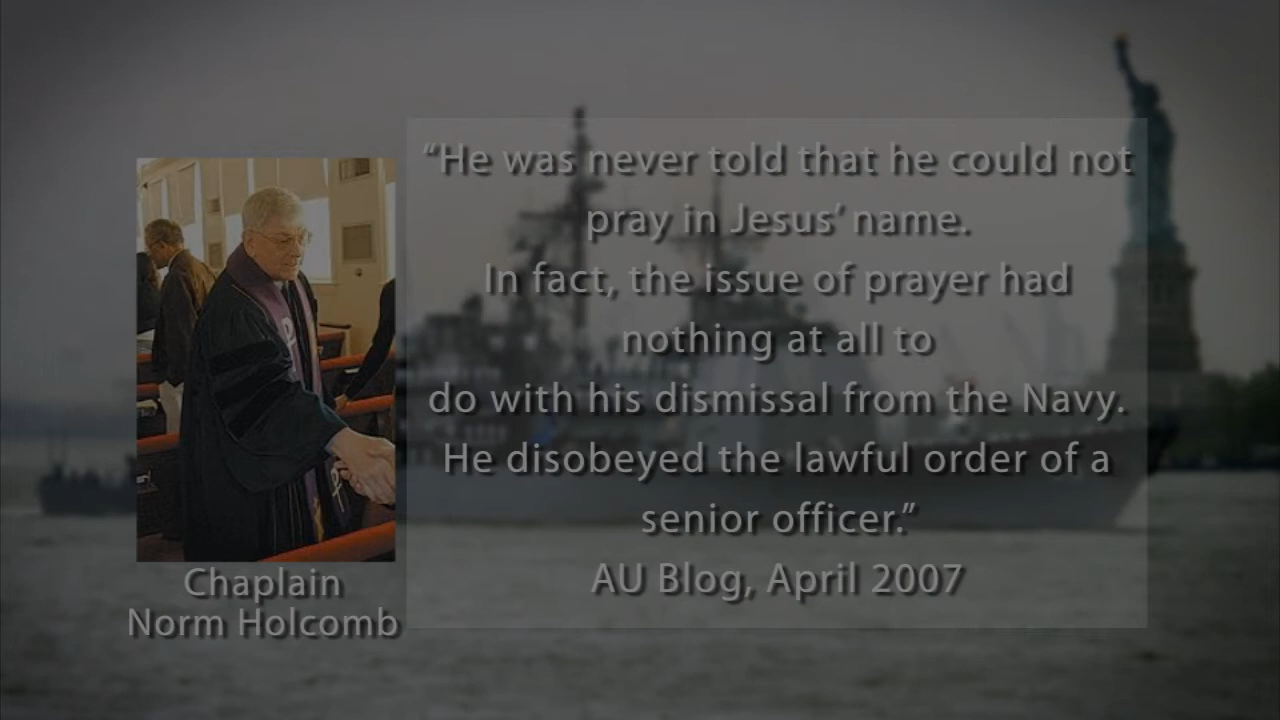 “He was never told that he could not
pray in Jesus’ name.
In fact, the issue of prayer had
nothing at all to
do with his dismissal from the Navy.
He disobeyed the lawful order of a
senior officer.”
AU Blog, April 2007
Chaplain
Norm Holcomb